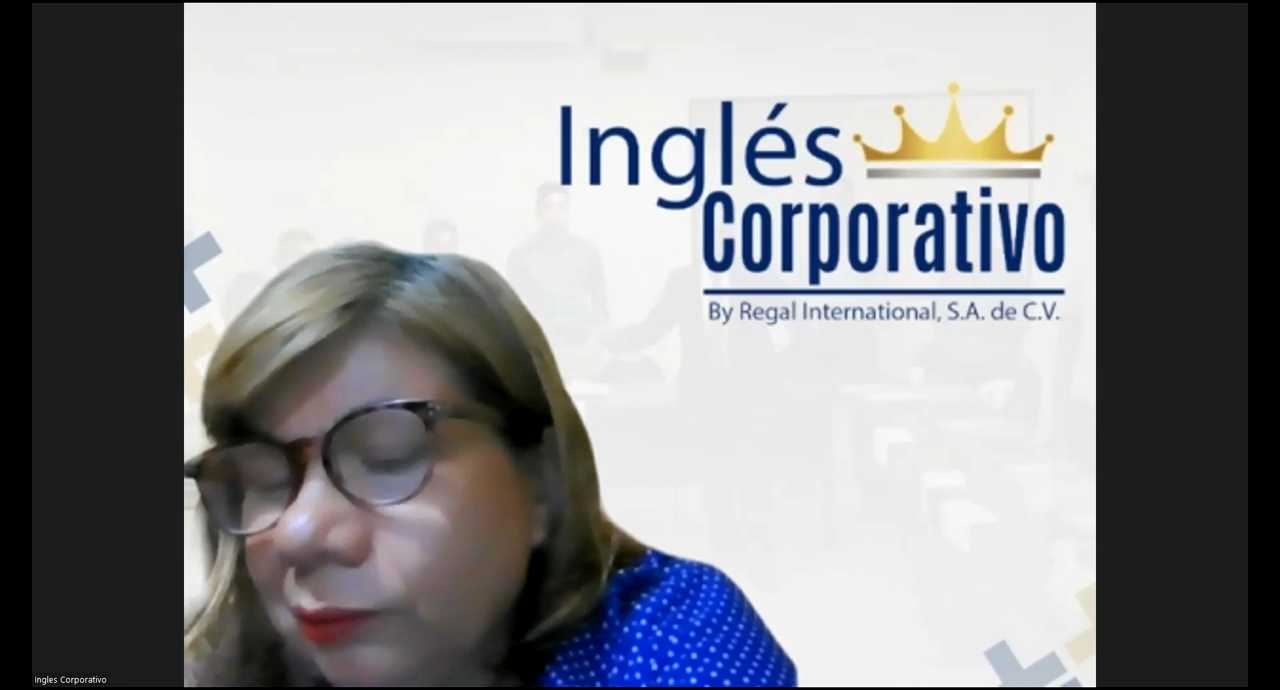 Inglés
Corporativo
By Regal International, S.A. de C.V.
Ingles Corporativo